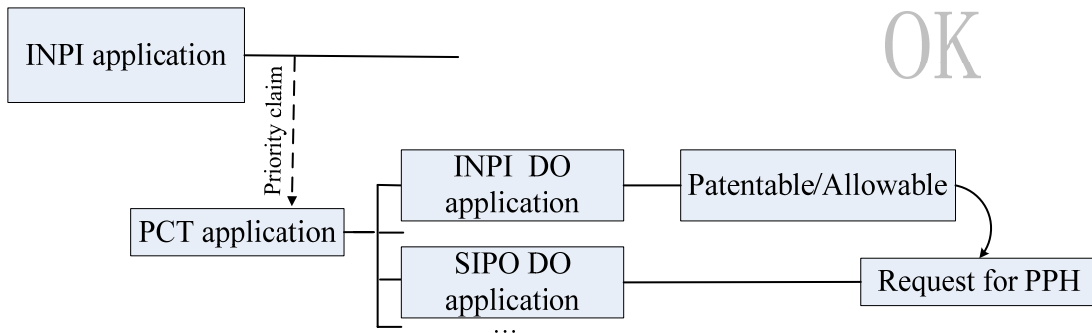 INPI application
OK
Priority claim
INPI DO
application
Patentable/Allowable
PCT application
SIPO DO
application
Request for PPH
...